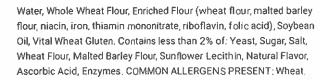 Water, Whole Wheat Flour, Enriched Flour (wheat flour, malted barley
flour, niacin, iron, thiamin mononitrate, riboflavin, folic acid), Soybean
Oil, Vital Wheat Gluten. Contains less than 2% of: Yeast, Sugar, Salt,
Wheat Flour, Malted Barley Flour, Sunflower Lecithin, Natural Flavor,
Ascorbic Acid, Enzymes. COMMON ALLERGENS PRESENT: Wheat.